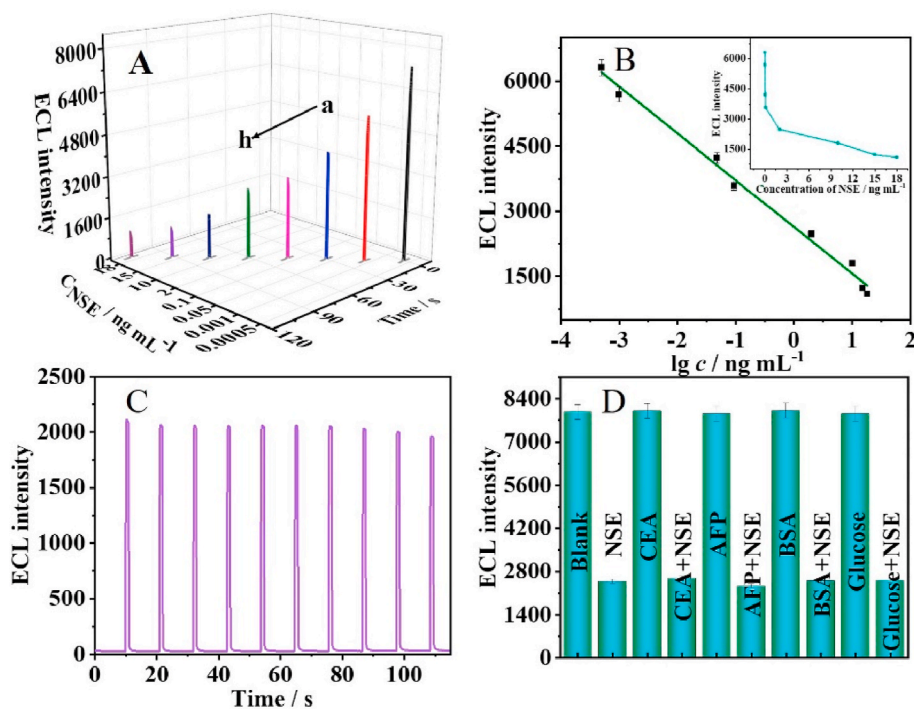 A
8000
6400
4800
3200
1600
0
ECL intensity
a
h
18
15
10
2
0.1
0.05
0.001
0.0005
C_NSE / ng mL⁻¹
0
30
60
90
120
Time / s
B
6000
4500
3000
1500
ECL intensity
-4
-3
-2
-1
0
1
2
lg c / ng mL⁻¹
6000
4500
3000
1500
ECL intensity
0 3 6 9 12 15 18
Concentration of NSE / ng mL⁻¹
C
2500
2000
1500
1000
500
0
ECL intensity
0 20 40 60 80 100
Time / s
D
8400
7000
5600
4200
2800
1400
0
ECL intensity
Blank
NSE
CEA
CEA+NSE
AFP
AFP+NSE
BSA
BSA+NSE
Glucose
Glucose+NSE